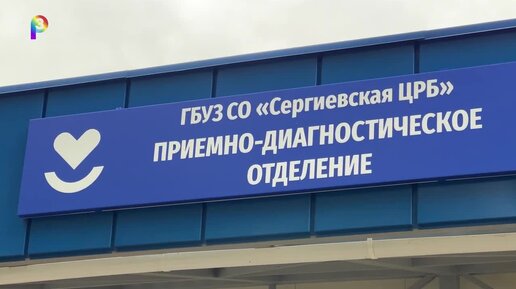 ГБУЗ СО «Сергиевская ЦРБ»
ПРИЕМНО-ДИАГНОСТИЧЕСКОЕ
ОТДЕЛЕНИЕ